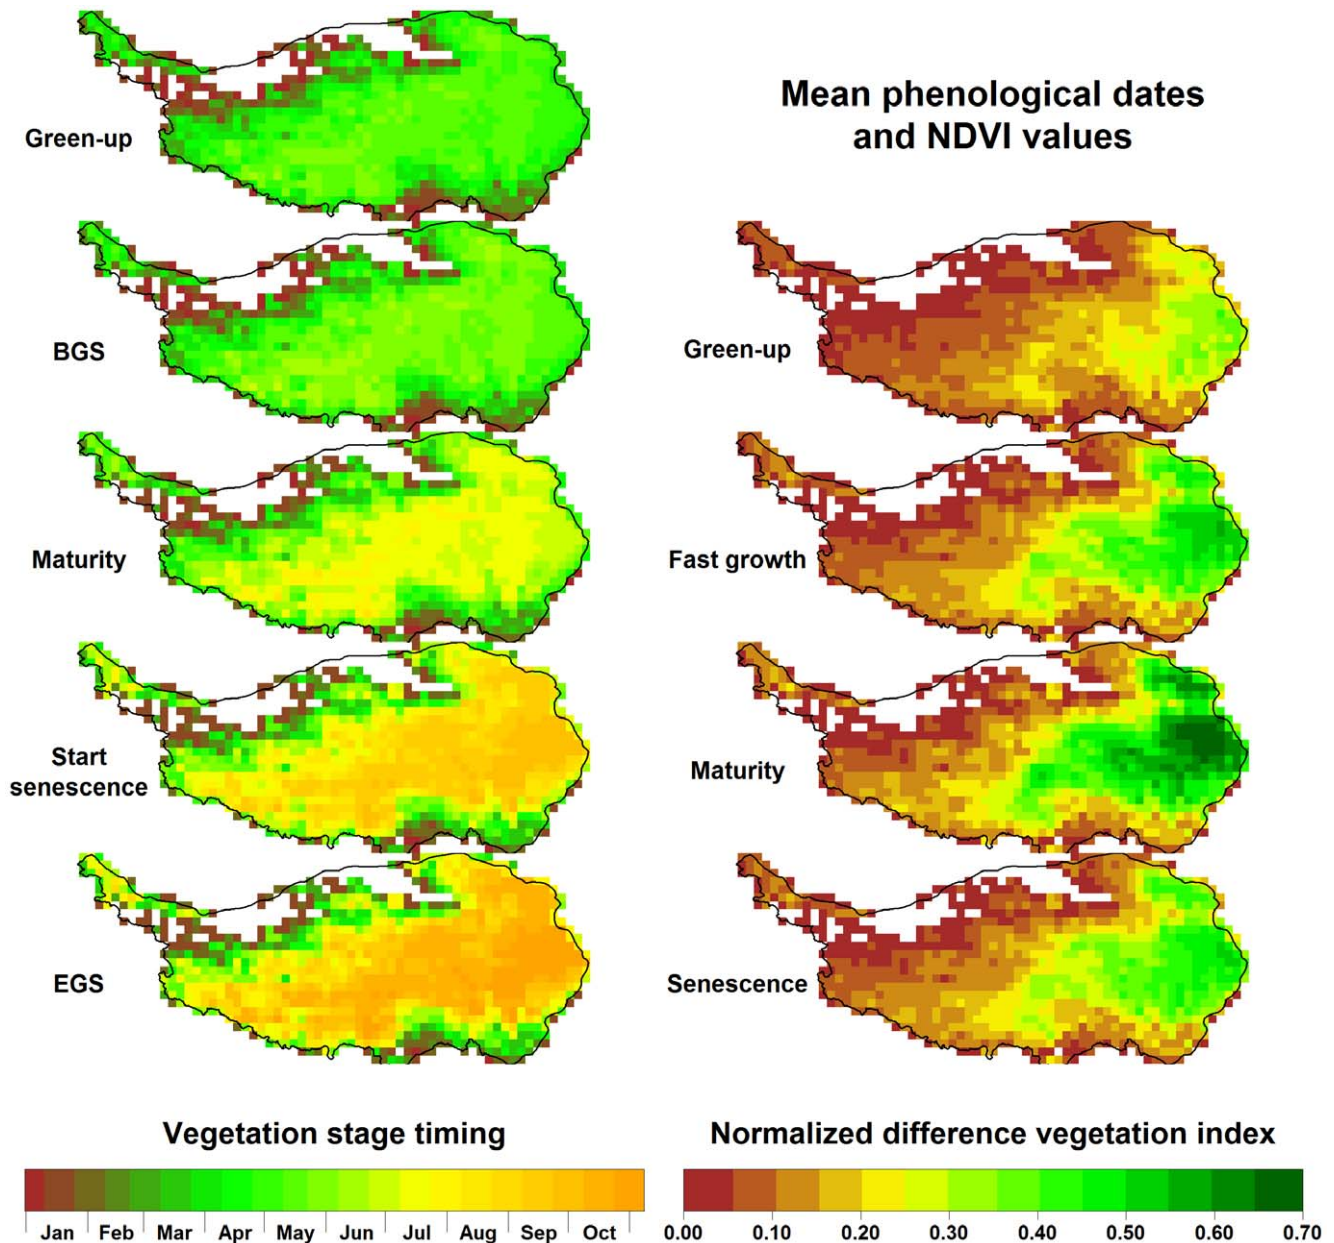 Mean phenological dates
and NDVI values
Green-up
BGS
Maturity
Start
senescence
EGS
Green-up
Fast growth
Maturity
Senescence
Vegetation stage timing
Jan Feb Mar Apr May Jun Jul Aug Sep Oct
Normalized difference vegetation index
0.00 0.10 0.20 0.30 0.40 0.50 0.60 0.70